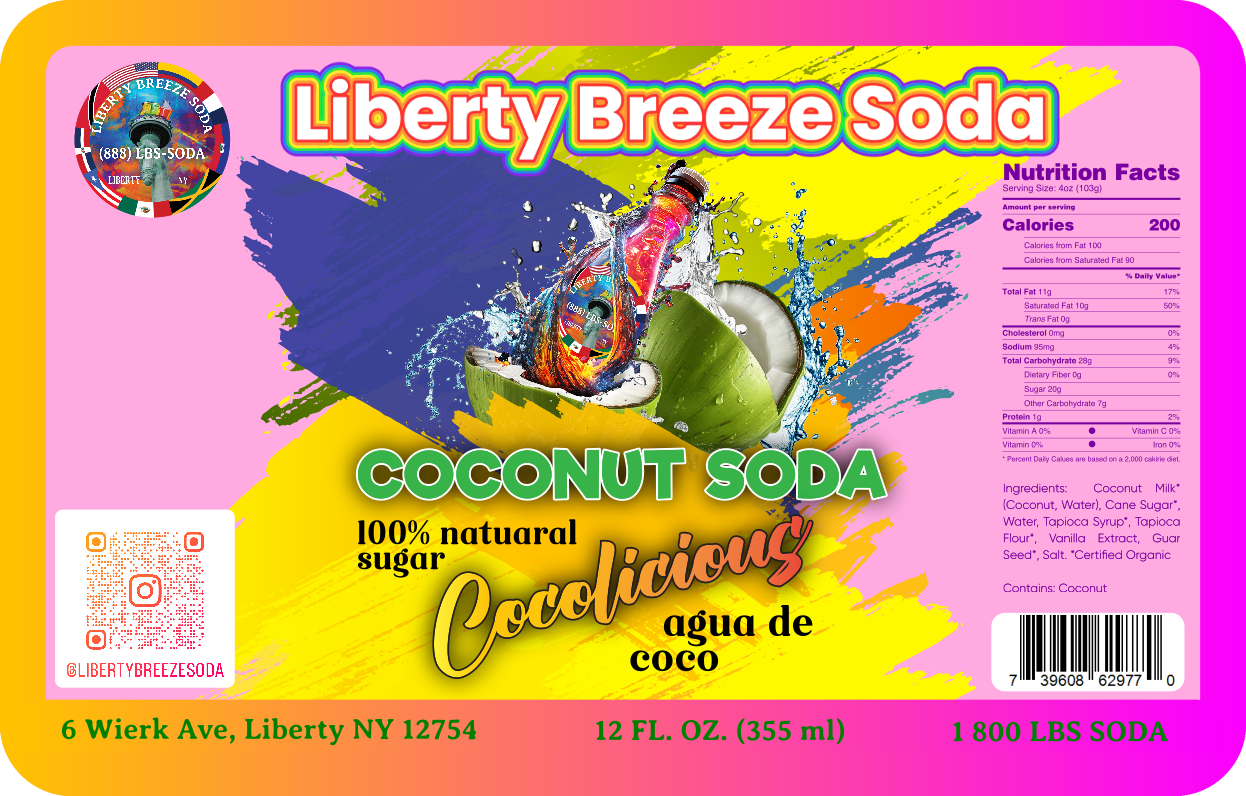 LIBERTY BREEZE SODA
(888) LBS-SODA
LIBERTY NY
Liberty Breeze Soda
LIBERTY B
(888) LBS-SO
COCONUT SODA
100% natuaral
sugar
Cocolicious
agua de
coco
@LIBERTYBREEZESODA
Nutrition Facts
Serving Size: 4oz (103g)
Amount per serving
Calories 200
Calories from Fat 100
Calories from Saturated Fat 90
% Daily Value*
Total Fat 11g 17%
Saturated Fat 10g 50%
Trans Fat 0g
Cholesterol 0mg 0%
Sodium 95mg 4%
Total Carbohydrate 28g 9%
Dietary Fiber 0g 0%
Sugar 20g
Other Carbohydrate 7g
Protein 1g 2%
Vitamin A 0% ● Vitamin C 0%
Vitamin 0% ● Iron 0%
* Percent Daily Calues are based on a 2,000 cakirie diet.
Ingredients: Coconut Milk*
(Coconut, Water), Cane Sugar*,
Water, Tapioca Syrup*, Tapioca
Flour*, Vanilla Extract, Guar
Seed*, Salt. *Certified Organic
Contains: Coconut
7 39608 62977 0
6 Wierk Ave, Liberty NY 12754
12 FL. OZ. (355 ml)
1 800 LBS SODA